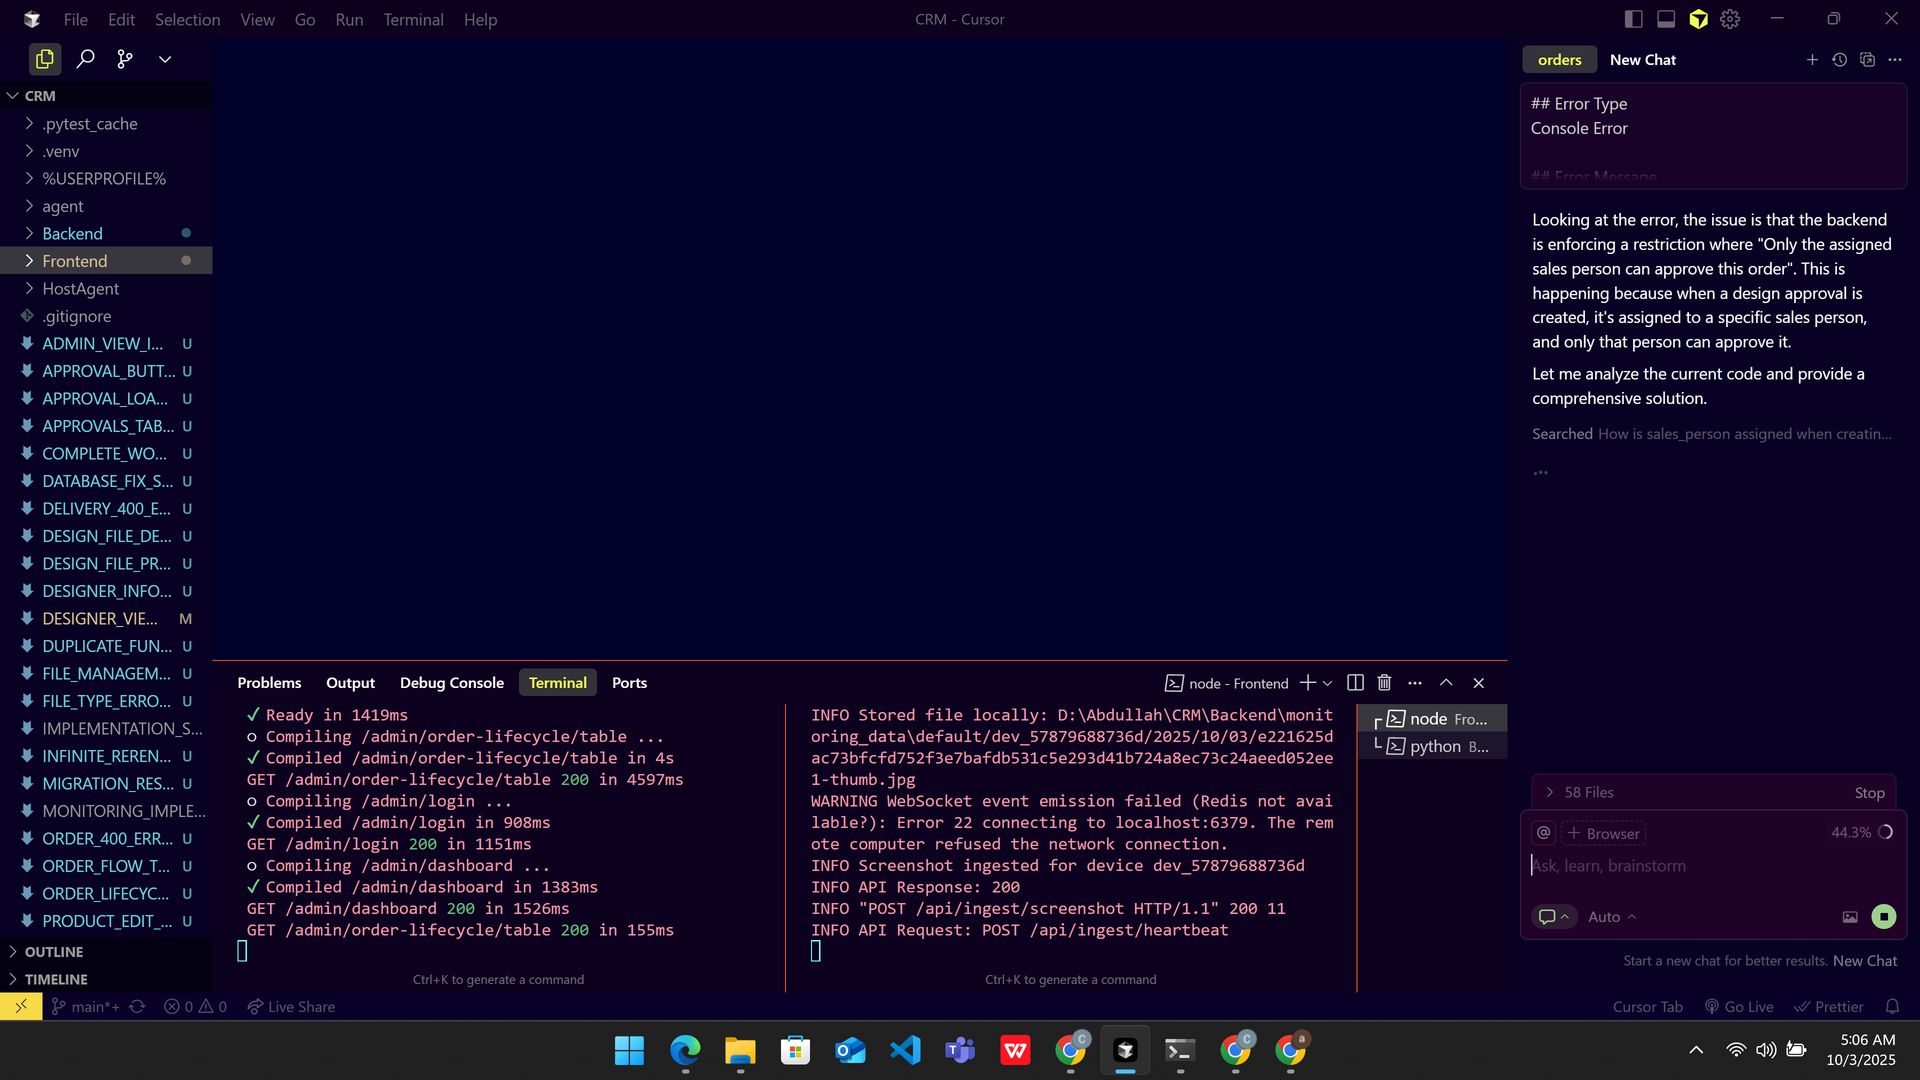 File Edit Selection View Go Run Terminal Help
CRM - Cursor
CRM
.pytest_cache
.venv
%USERPROFILE%
agent
Backend
Frontend
HostAgent
.gitignore
ADMIN_VIEW_I... U
APPROVAL_BUTT... U
APPROVAL_LOA... U
APPROVALS_TAB... U
COMPLETE_WO... U
DATABASE_FIX_S... U
DELIVERY_400_E... U
DESIGN_FILE_DE... U
DESIGN_FILE_PR... U
DESIGNER_INFO... U
DESIGNER_VIE... M
DUPLICATE_FUN... U
FILE_MANAGEM... U
FILE_TYPE_ERRO... U
IMPLEMENTATION_S...
INFINITE_REREN... U
MIGRATION_RES... U
MONITORING_IMPLE...
ORDER_400_ERR... U
ORDER_FLOW_T... U
ORDER_LIFECYC... U
PRODUCT_EDIT_... U
OUTLINE
TIMELINE
Problems Output Debug Console Terminal Ports
node - Frontend
✓ Ready in 1419ms
○ Compiling /admin/order-lifecycle/table ...
✓ Compiled /admin/order-lifecycle/table in 4s
GET /admin/order-lifecycle/table 200 in 4597ms
○ Compiling /admin/login ...
✓ Compiled /admin/login in 908ms
GET /admin/login 200 in 1151ms
○ Compiling /admin/dashboard ...
✓ Compiled /admin/dashboard in 1383ms
GET /admin/dashboard 200 in 1526ms
GET /admin/order-lifecycle/table 200 in 155ms
Ctrl+K to generate a command
INFO Stored file locally: D:\Abdullah\CRM\Backend\monit
oring_data\default/dev_57879688736d/2025/10/03/e221625d
ac73bfcfd752f3e7bafdb531c5e293d41b724a8ec73c24aeed052ee
1-thumb.jpg
WARNING WebSocket event emission failed (Redis not avai
lable?): Error 22 connecting to localhost:6379. The rem
ote computer refused the network connection.
INFO Screenshot ingested for device dev_57879688736d
INFO API Response: 200
INFO "POST /api/ingest/screenshot HTTP/1.1" 200 11
INFO API Request: POST /api/ingest/heartbeat
Ctrl+K to generate a command
node Fro...
python B...
orders New Chat
## Error Type
Console Error
## Error Message
Looking at the error, the issue is that the backend
is enforcing a restriction where "Only the assigned
sales person can approve this order". This is
happening because when a design approval is
created, it's assigned to a specific sales person,
and only that person can approve it.
Let me analyze the current code and provide a
comprehensive solution.
Searched How is sales_person assigned when creatin...
58 Files Stop
@ + Browser 44.3%
Ask, learn, brainstorm
Auto
Start a new chat for better results. New Chat
main*+ 0 0 Live Share
Cursor Tab Go Live Prettier
C C a
5:06 AM
10/3/2025